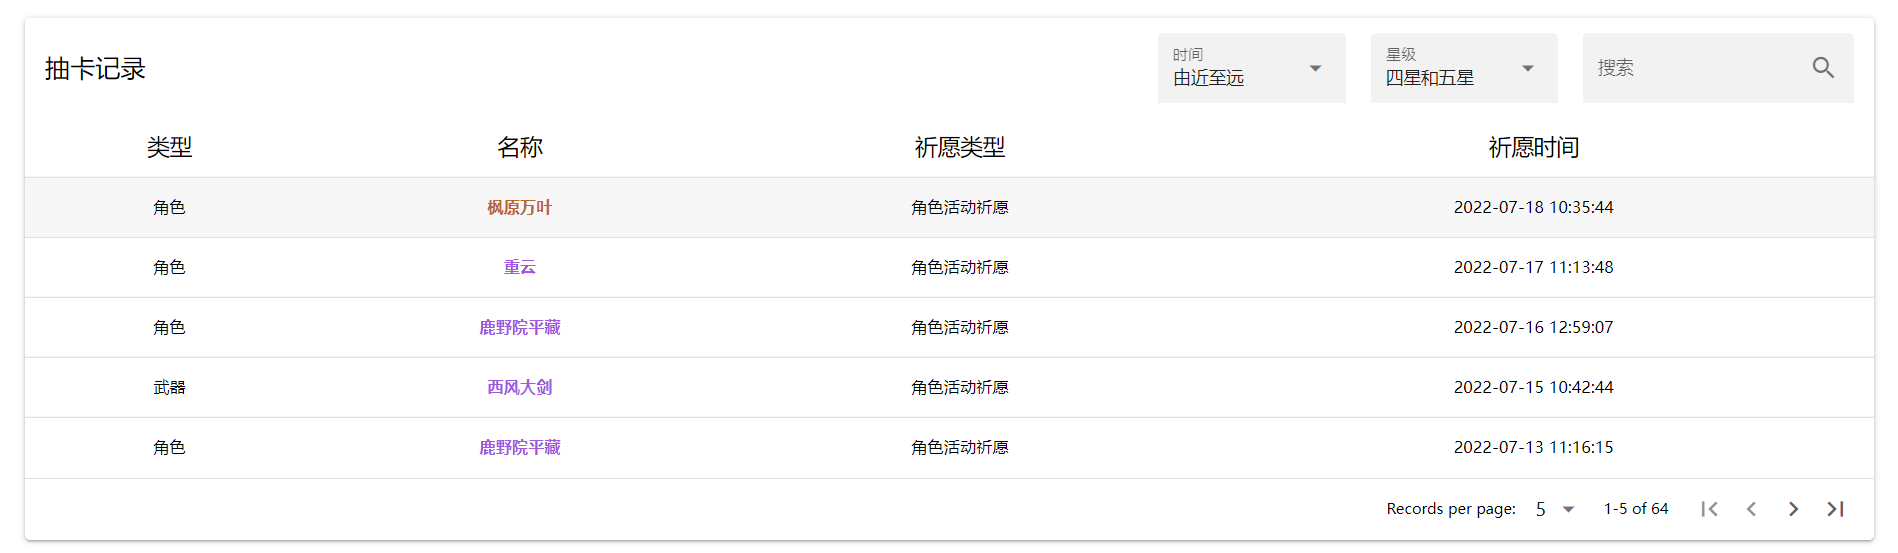 抽卡记录
时间
由近至远
星级
四星和五星
搜索
类型 名称 祈愿类型 祈愿时间
角色 枫原万叶 角色活动祈愿 2022-07-18 10:35:44
角色 重云 角色活动祈愿 2022-07-17 11:13:48
角色 鹿野院平藏 角色活动祈愿 2022-07-16 12:59:07
武器 西风大剑 角色活动祈愿 2022-07-15 10:42:44
角色 鹿野院平藏 角色活动祈愿 2022-07-13 11:16:15
Records per page: 5 1-5 of 64